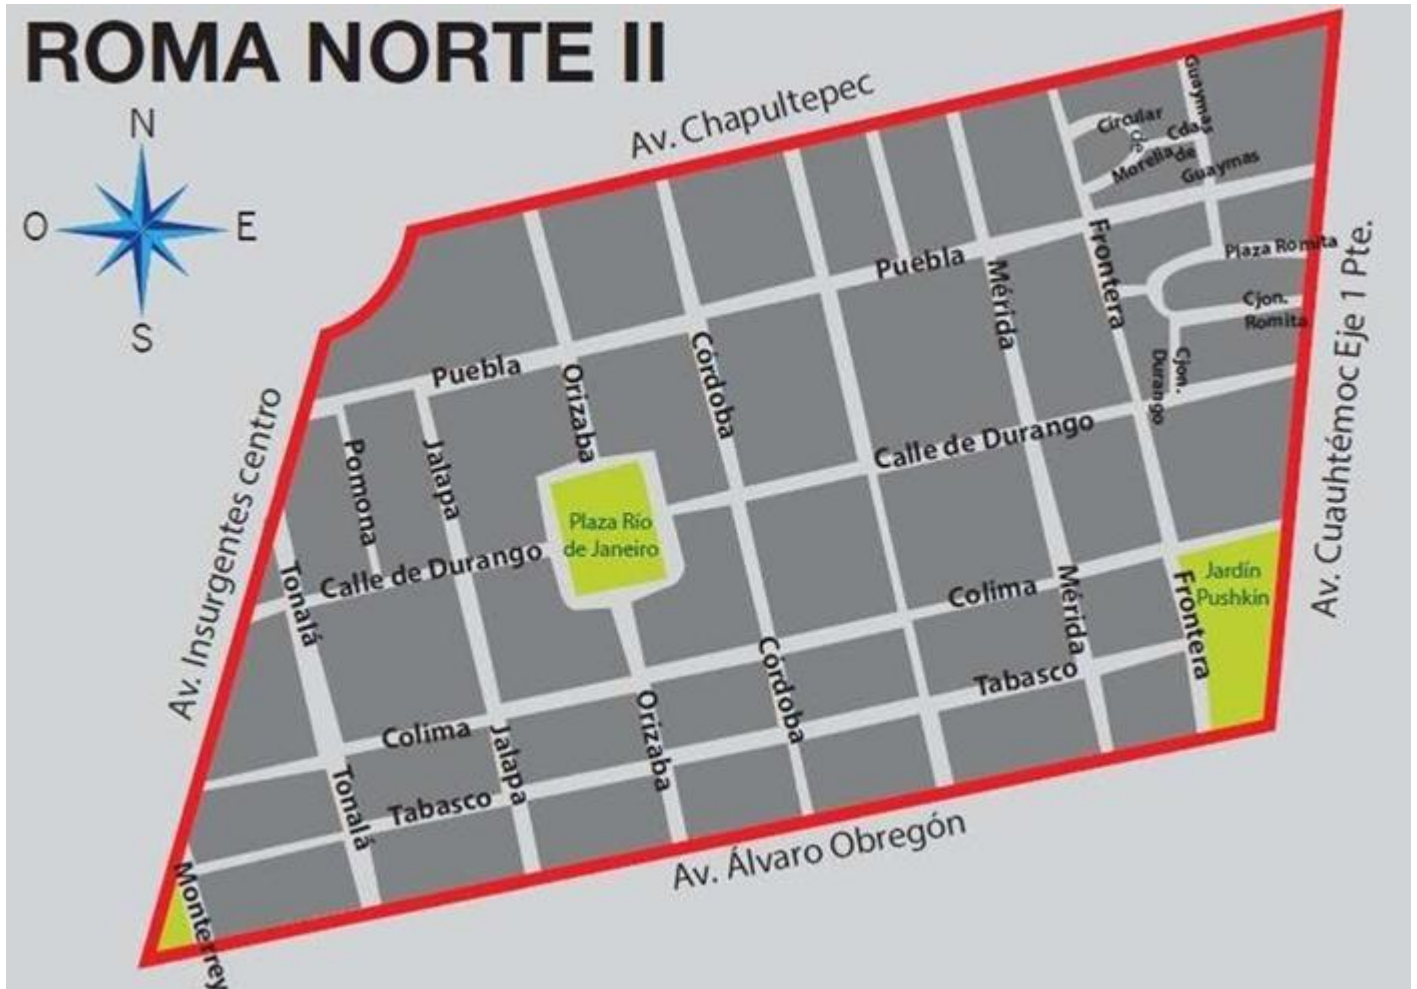 ROMA NORTE II
N
O
E
S
Av. Chapultepec
Guaymas
Circular
de
Morelia
Cda.
de
Guaymas
Puebla
Mérida
Frontera
Plaza Romita
Cjon.
Romita
Cjon.
Durango
Av. Cuauhtémoc Eje 1 Pte.
Puebla
Orizaba
Córdoba
Calle de Durango
Av. Insurgentes centro
Pomona
Jalapa
Plaza Río
de Janeiro
Calle de Durango
Tonalá
Colima
Mérida
Frontera
Jardín
Pushkin
Córdoba
Tabasco
Colima
Jalapa
Orizaba
Tonalá
Tabasco
Av. Álvaro Obregón
Monterrey